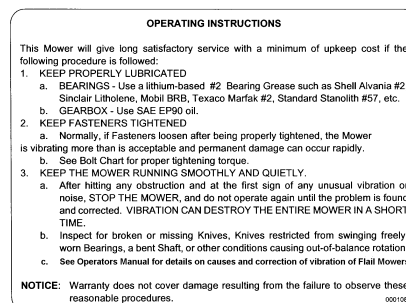 OPERATING INSTRUCTIONS
This Mower will give long satisfactory service with a minimum of upkeep cost if the
following procedure is followed:
1. KEEP PROPERLY LUBRICATED
a. BEARINGS - Use a lithium-based #2 Bearing Grease such as Shell Alvania #2
Sinclair Litholene, Mobil BRB, Texaco Marfak #2, Standard Stanolith #57, etc.
b. GEARBOX - Use SAE EP90 oil.
2. KEEP FASTENERS TIGHTENED
a. Normally, if Fasteners loosen after being properly tightened, the Mower
is vibrating more than is acceptable and permanent damage can occur rapidly.
b. See Bolt Chart for proper tightening torque.
3. KEEP THE MOWER RUNNING SMOOTHLY AND QUIETLY.
a. After hitting any obstruction and at the first sign of any unusual vibration or
noise, STOP THE MOWER, and do not operate again until the problem is found
and corrected. VIBRATION CAN DESTROY THE ENTIRE MOWER IN A SHORT
TIME.
b. Inspect for broken or missing Knives, Knives restricted from swinging freely
worn Bearings, a bent Shaft, or other conditions causing out-of-balance rotation
c. See Operators Manual for details on causes and correction of vibration of Flail Mowers
NOTICE: Warranty does not cover damage resulting from the failure to observe these
reasonable procedures.